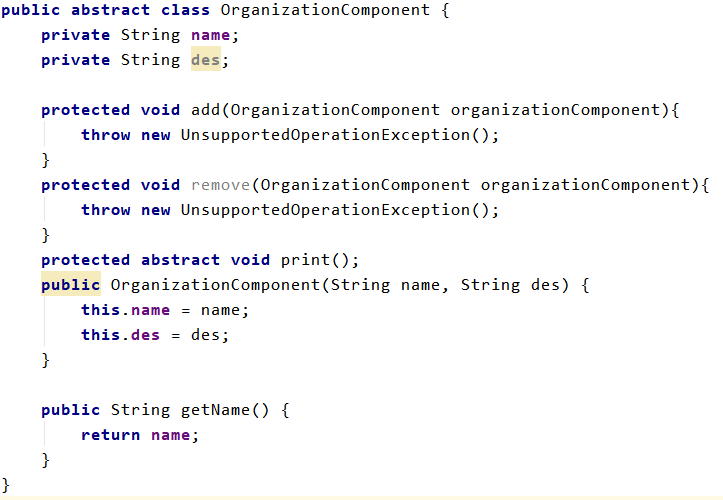 public abstract class OrganizationComponent {
    private String name;
    private String des;

    protected void add(OrganizationComponent organizationComponent){
        throw new UnsupportedOperationException();
    }
    protected void remove(OrganizationComponent organizationComponent){
        throw new UnsupportedOperationException();
    }
    protected abstract void print();
    public OrganizationComponent(String name, String des) {
        this.name = name;
        this.des = des;
    }

    public String getName() {
        return name;
    }
}